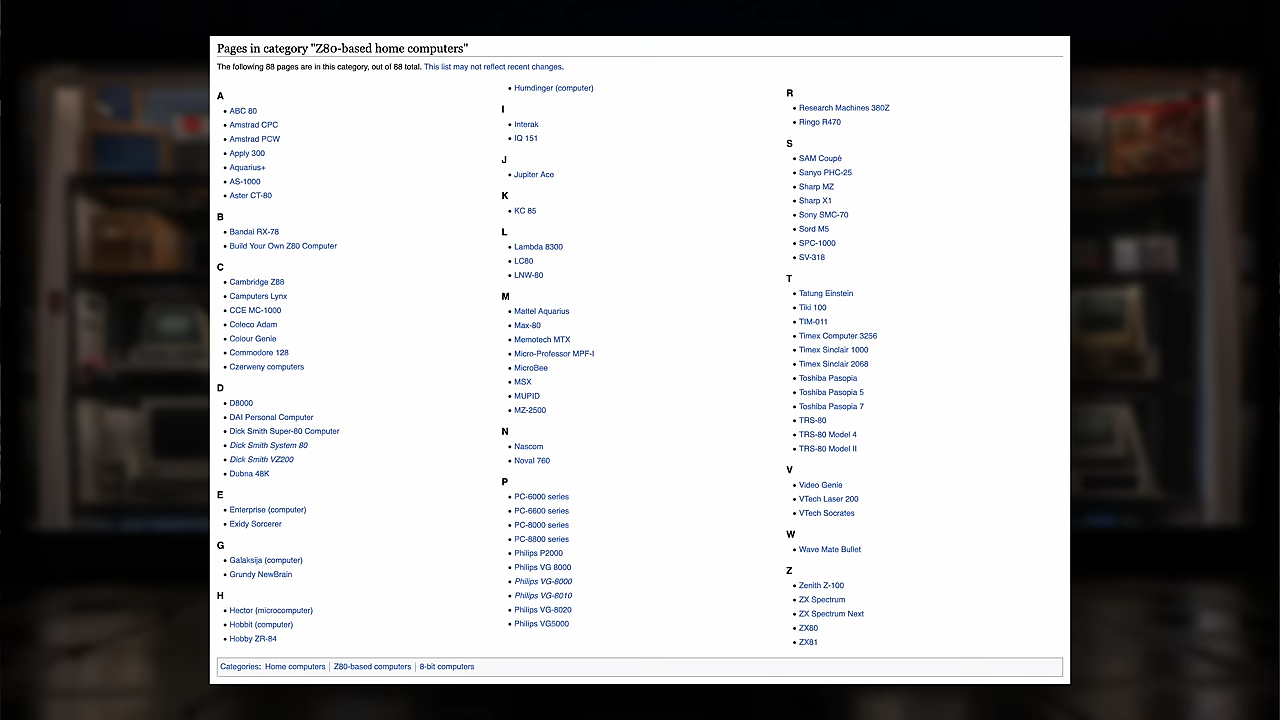 Pages in category "Z80-based home computers"
The following 88 pages are in this category, out of 88 total. This list may not reflect recent changes.
A
• ABC 80
• Amstrad CPC
• Amstrad PCW
• Apply 300
• Aquarius+
• AS-1000
• Aster CT-80
B
• Bandai RX-78
• Build Your Own Z80 Computer
C
• Cambridge Z88
• Camputers Lynx
• CCE MC-1000
• Coleco Adam
• Colour Genie
• Commodore 128
• Czerweny computers
D
• D8000
• DAI Personal Computer
• Dick Smith Super-80 Computer
• Dick Smith System 80
• Dick Smith VZ200
• Dubna 48K
E
• Enterprise (computer)
• Exidy Sorcerer
G
• Galaksija (computer)
• Grundy NewBrain
H
• Hector (microcomputer)
• Hobbit (computer)
• Hobby ZR-84
• Humdinger (computer)
I
• Interak
• IQ 151
J
• Jupiter Ace
K
• KC 85
L
• Lambda 8300
• LC80
• LNW-80
M
• Mattel Aquarius
• Max-80
• Memotech MTX
• Micro-Professor MPF-I
• MicroBee
• MSX
• MUPID
• MZ-2500
N
• Nascom
• Noval 760
P
• PC-6000 series
• PC-6600 series
• PC-8000 series
• PC-8800 series
• Philips P2000
• Philips VG 8000
• Philips VG-8000
• Philips VG-8010
• Philips VG-8020
• Philips VG5000
R
• Research Machines 380Z
• Ringo R470
S
• SAM Coupé
• Sanyo PHC-25
• Sharp MZ
• Sharp X1
• Sony SMC-70
• Sord M5
• SPC-1000
• SV-318
T
• Tatung Einstein
• Tiki 100
• TIM-011
• Timex Computer 3256
• Timex Sinclair 1000
• Timex Sinclair 2068
• Toshiba Pasopia
• Toshiba Pasopia 5
• Toshiba Pasopia 7
• TRS-80
• TRS-80 Model 4
• TRS-80 Model II
V
• Video Genie
• VTech Laser 200
• VTech Socrates
W
• Wave Mate Bullet
Z
• Zenith Z-100
• ZX Spectrum
• ZX Spectrum Next
• ZX80
• ZX81
Categories: Home computers | Z80-based computers | 8-bit computers